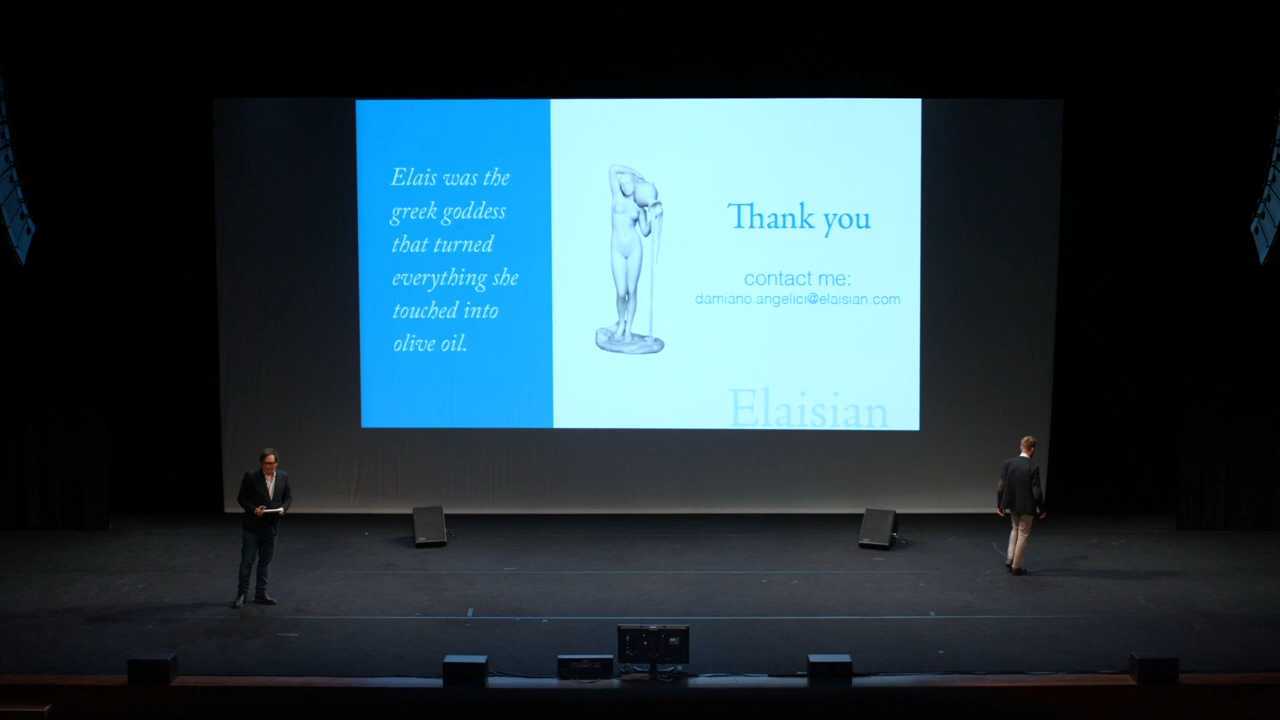 Elais was the
greek goddess
that turned
everything she
touched into
olive oil.
Thank you
contact me:
damiano.angelici@elaisian.com
Elaisian